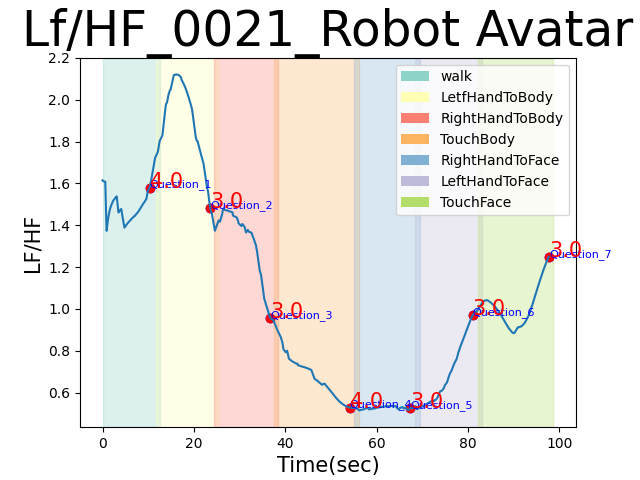 Lf/HF_0021_Robot Avatar
LF/HF
2.2
2.0
1.8
1.6
1.4
1.2
1.0
0.8
0.6
0
20
40
60
80
100
Time(sec)
walk
LetfHandToBody
RightHandToBody
TouchBody
RightHandToFace
LeftHandToFace
TouchFace
4.0
Question_1
3.0
Question_2
3.0
Question_3
4.0
Question_4
3.0
Question_5
3.0
Question_6
3.0
Question_7